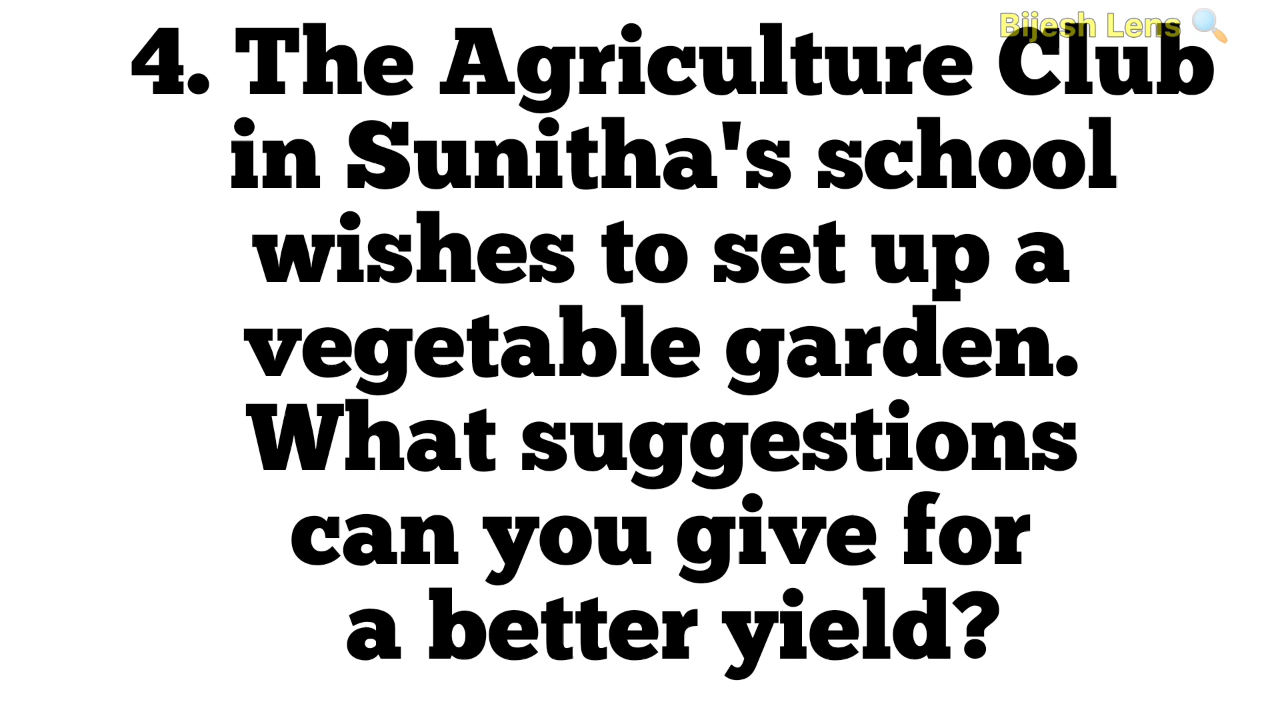 Bijesh Lens
4. The Agriculture Club
in Sunitha's school
wishes to set up a
vegetable garden.
What suggestions
can you give for
a better yield?